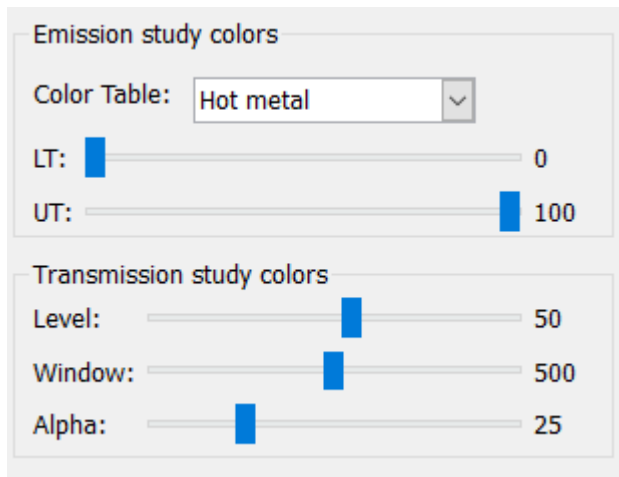 Emission study colors
Color Table: Hot metal
LT: 0
UT: 100
Transmission study colors
Level: 50
Window: 500
Alpha: 25